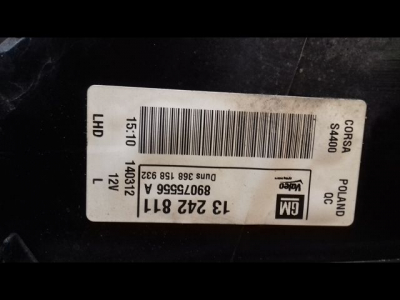 CORSA POLAND
S4400 QC
GM Valeo
13 242 811
89075556 A
Duns 368 158 932
15:10 140312
12V
LHD L